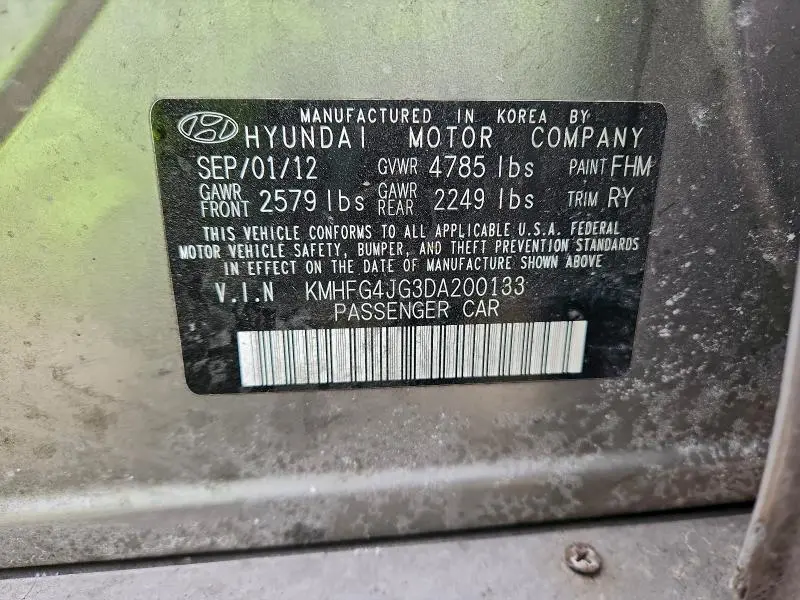 MANUFACTURED IN KOREA BY
HYUNDAI MOTOR COMPANY
SEP/01/12 GVWR 4785 lbs PAINT FHM
GAWR FRONT 2579 lbs GAWR REAR 2249 lbs TRIM RY
THIS VEHICLE CONFORMS TO ALL APPLICABLE U.S.A. FEDERAL
MOTOR VEHICLE SAFETY, BUMPER, AND THEFT PREVENTION STANDARDS
IN EFFECT ON THE DATE OF MANUFACTURE SHOWN ABOVE
V.I.N KMHFG4JG3DA200133
PASSENGER CAR